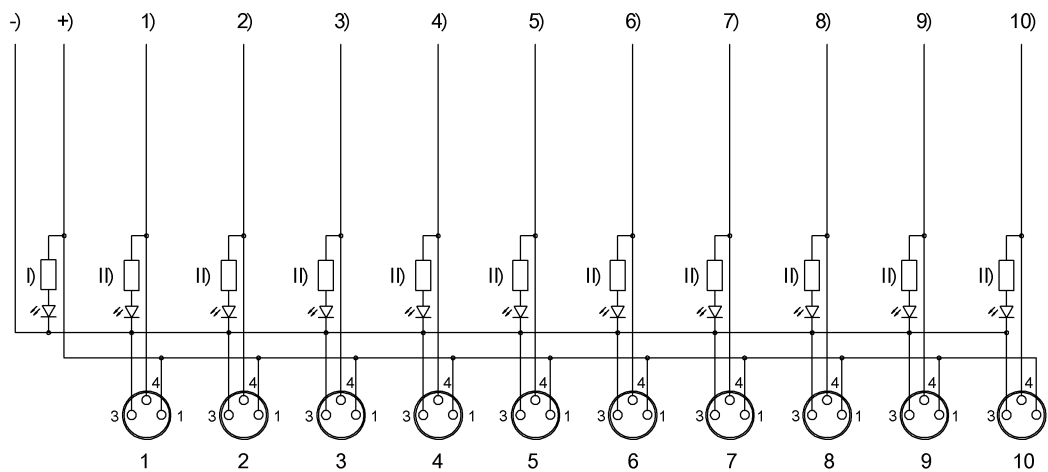 -) +) 1) 2) 3) 4) 5) 6) 7) 8) 9) 10)
I) II) II) II) II) II) II) II) II) II) II)
4 4 4 4 4 4 4 4 4 4
3 1 3 1 3 1 3 1 3 1 3 1 3 1 3 1 3 1 3 1
1 2 3 4 5 6 7 8 9 10